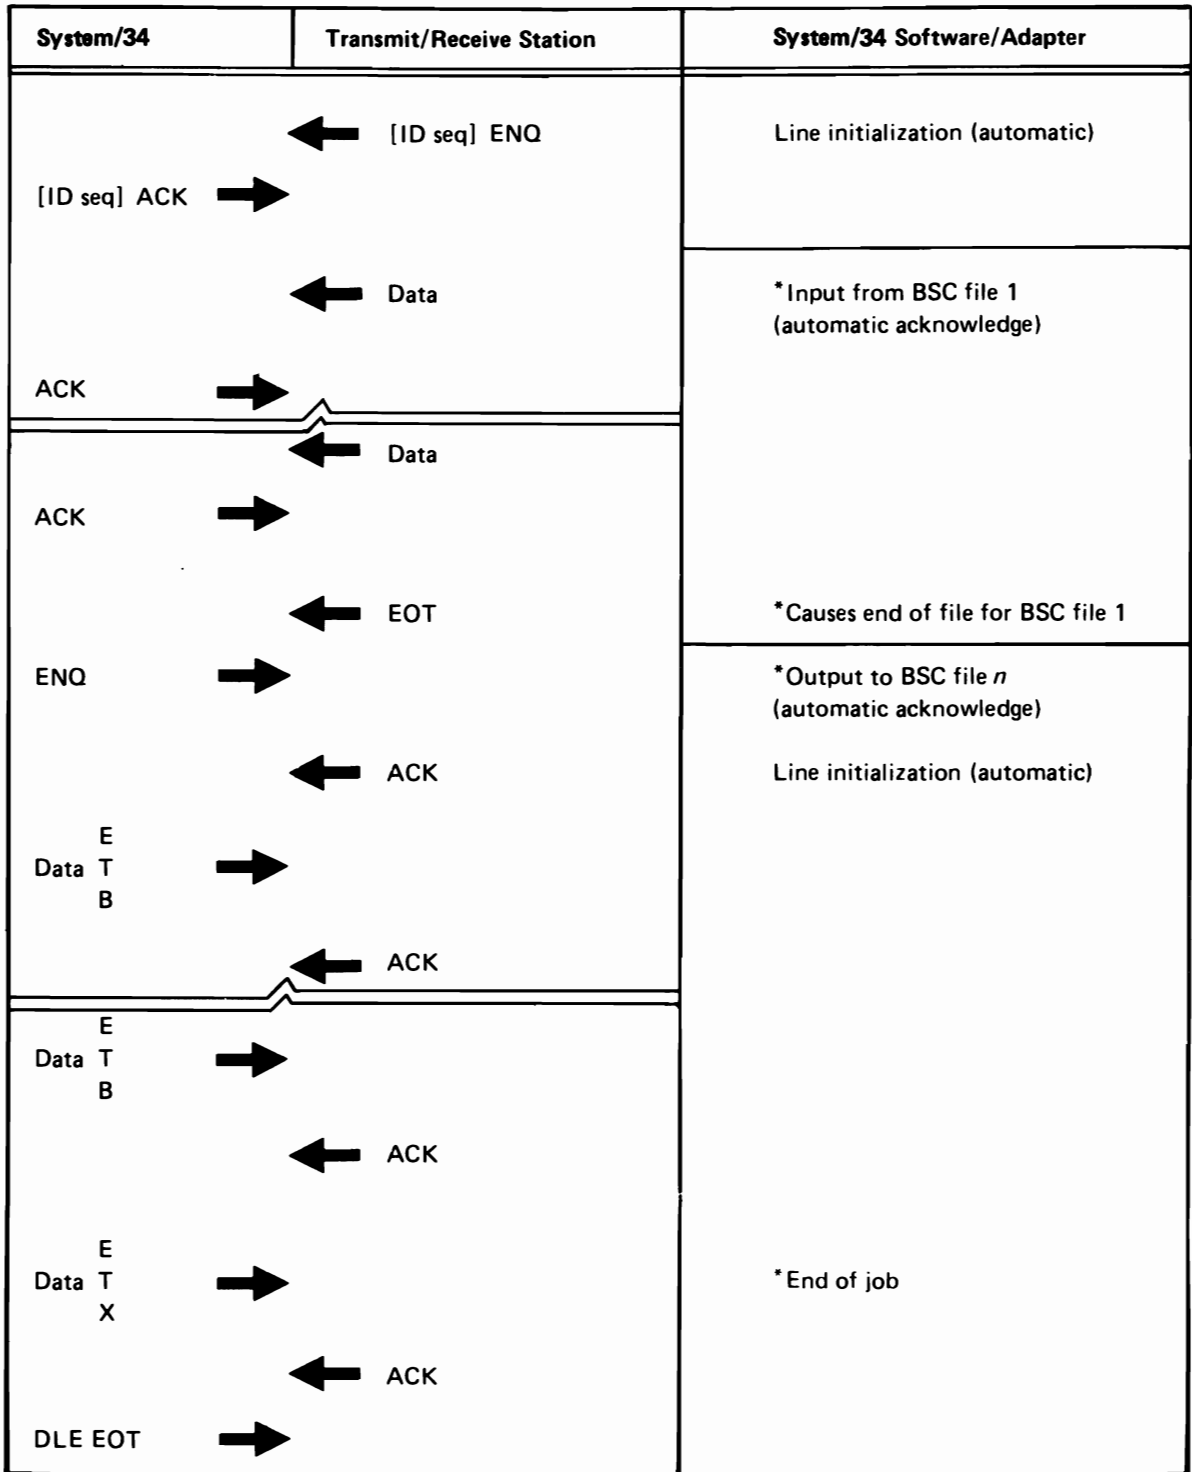 System/34 Transmit/Receive Station System/34 Software/Adapter
[ID seq] ENQ Line initialization (automatic)
[ID seq] ACK
Data *Input from BSC file 1
(automatic acknowledge)
ACK
Data
ACK
EOT *Causes end of file for BSC file 1
ENQ *Output to BSC file n
(automatic acknowledge)
ACK Line initialization (automatic)
E
Data T
B
ACK
E
Data T
B
ACK
E
Data T *End of job
X
ACK
DLE EOT